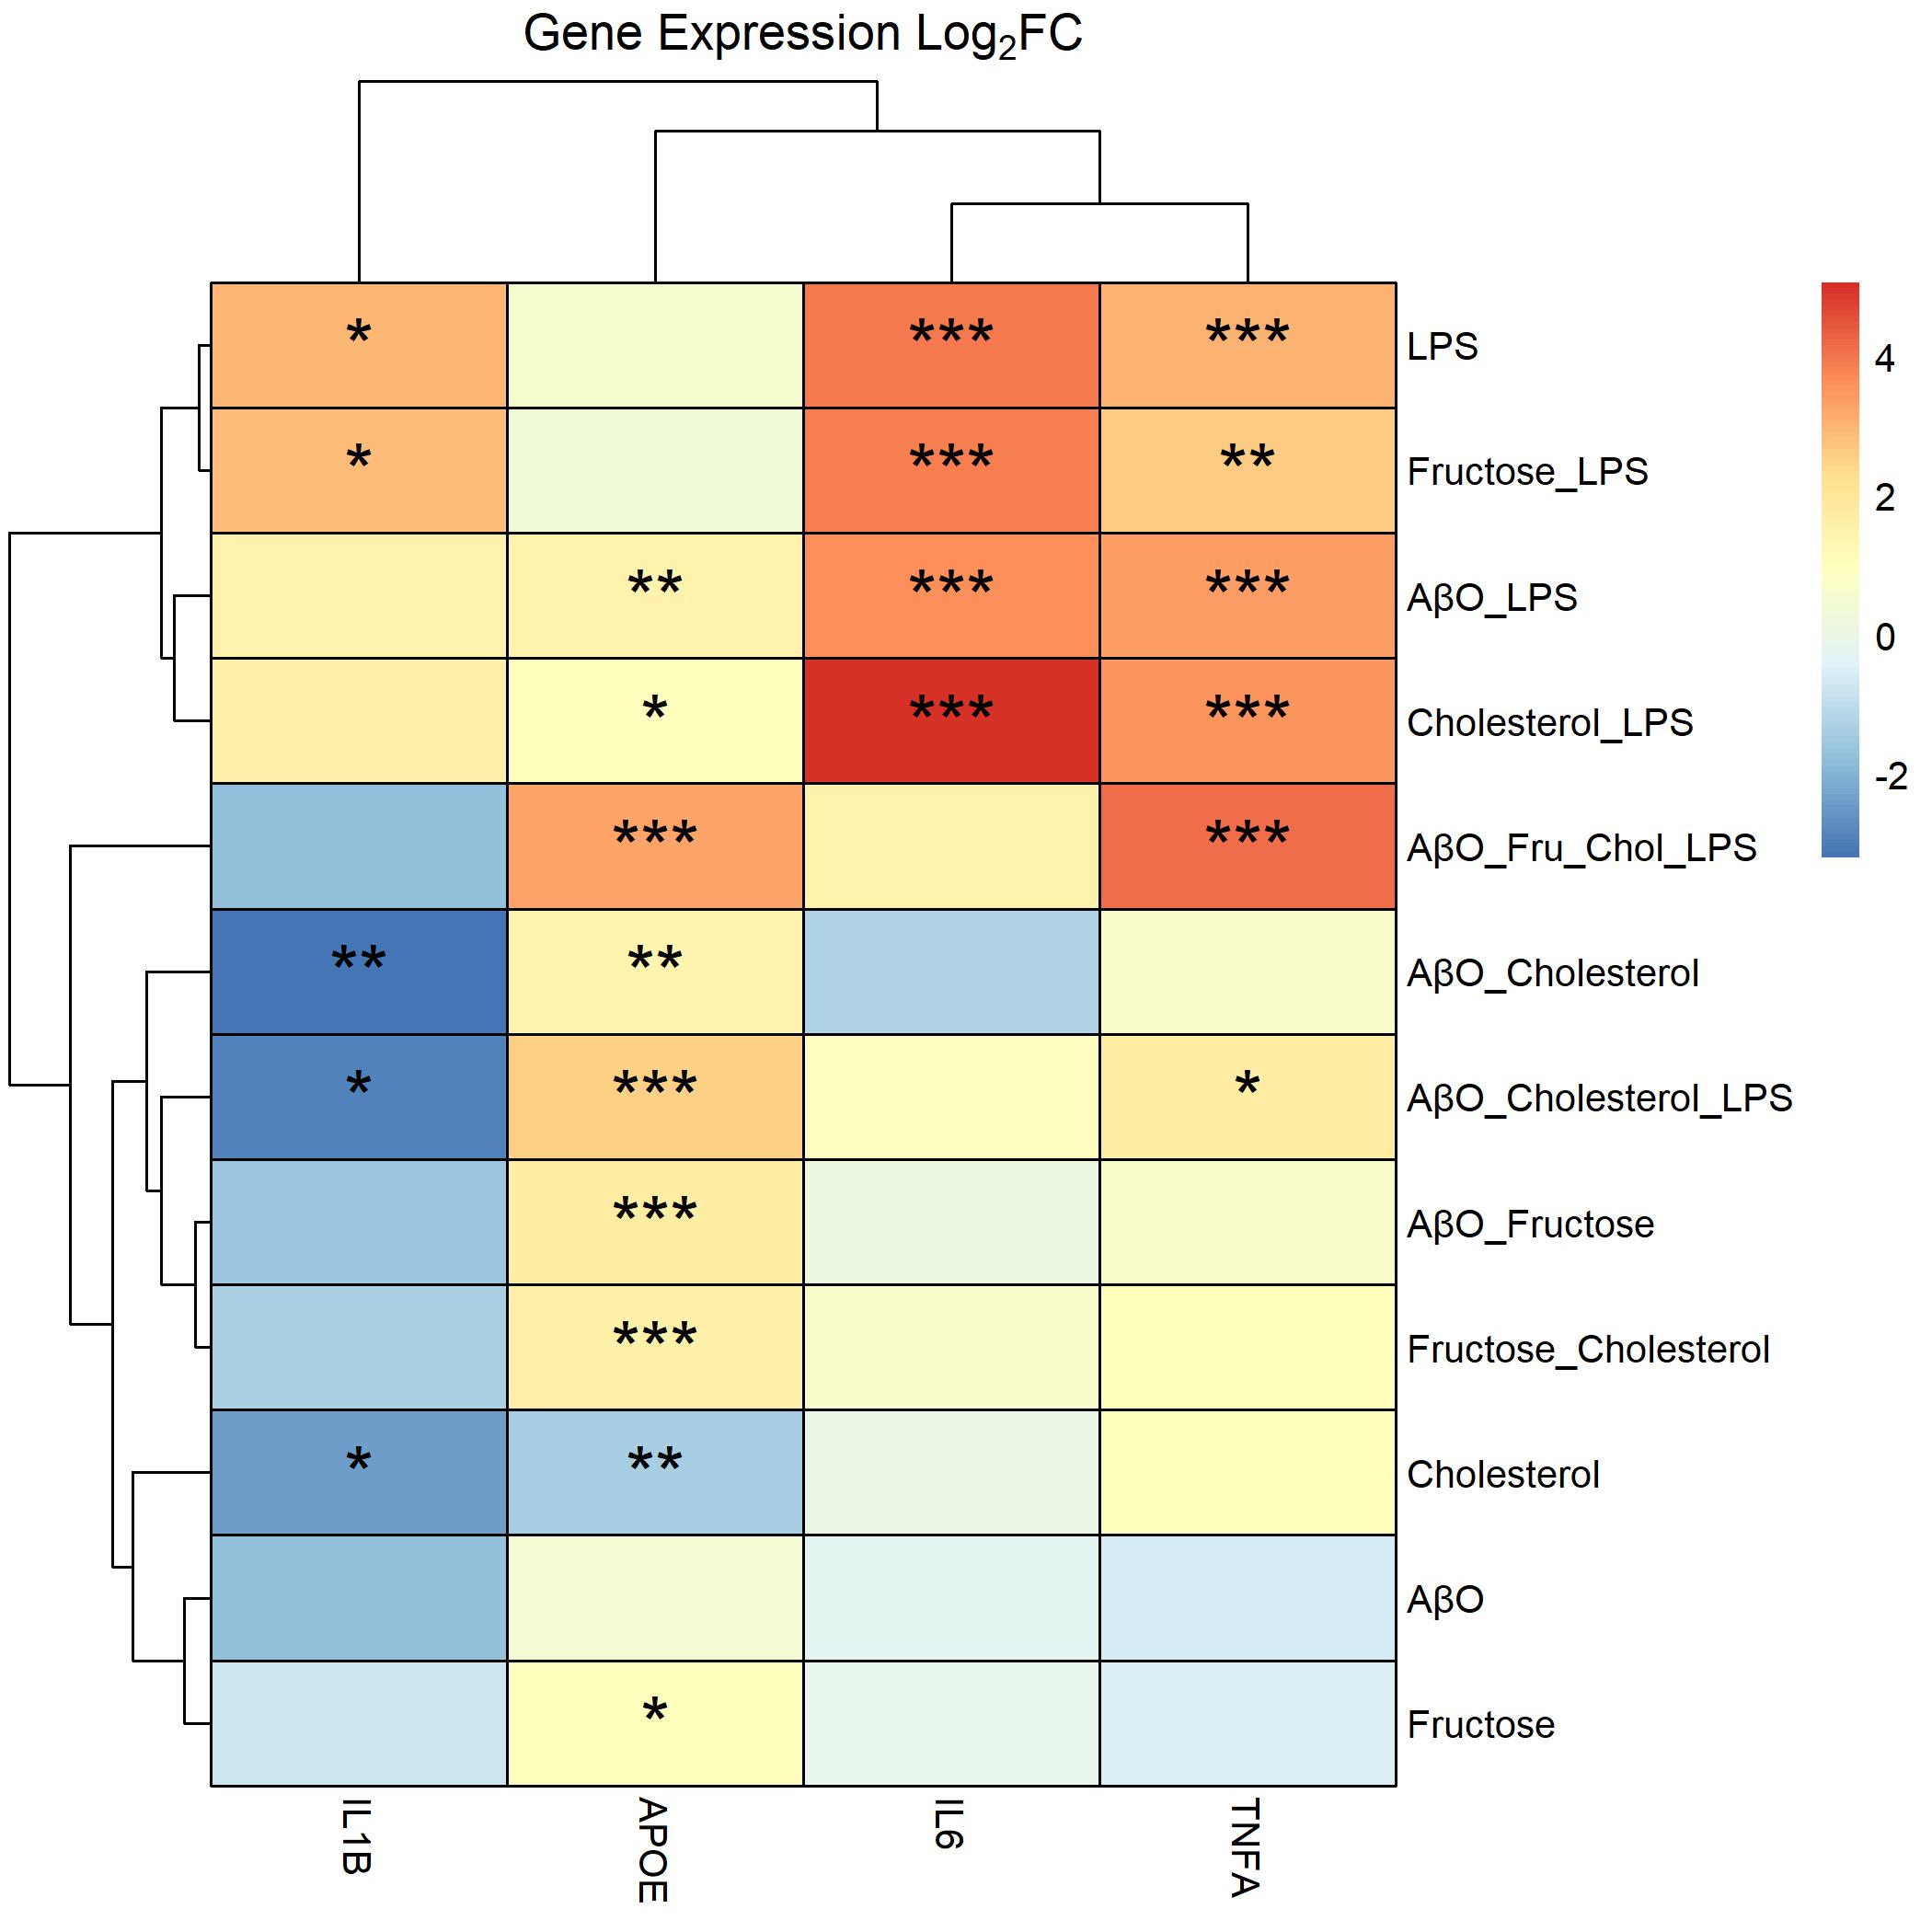 Gene Expression Log₂FC
* *** *** LPS
* *** ** Fructose_LPS
** *** *** AβO_LPS
* *** *** Cholesterol_LPS
*** *** AβO_Fru_Chol_LPS
** ** AβO_Cholesterol
* *** * AβO_Cholesterol_LPS
*** AβO_Fructose
*** Fructose_Cholesterol
* ** Cholesterol
AβO
* Fructose
IL1B APOE IL6 TNFA
4
2
0
-2